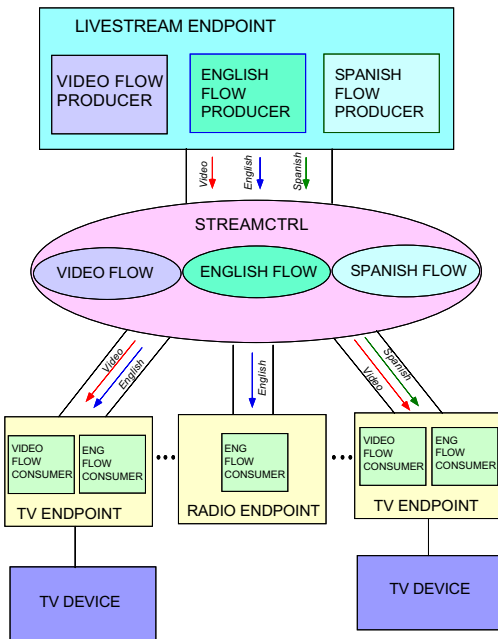 LIVESTREAM ENDPOINT
VIDEO FLOW
PRODUCER
ENGLISH
FLOW
PRODUCER
SPANISH
FLOW
PRODUCER
Video
English
Spanish
STREAMCTRL
VIDEO FLOW
ENGLISH FLOW
SPANISH FLOW
Video
English
English
Spanish
Video
VIDEO
FLOW
CONSUMER
ENG
FLOW
CONSUMER
TV ENDPOINT
ENG
FLOW
CONSUMER
RADIO ENDPOINT
VIDEO
FLOW
CONSUMER
ENG
FLOW
CONSUMER
TV ENDPOINT
TV DEVICE
TV DEVICE